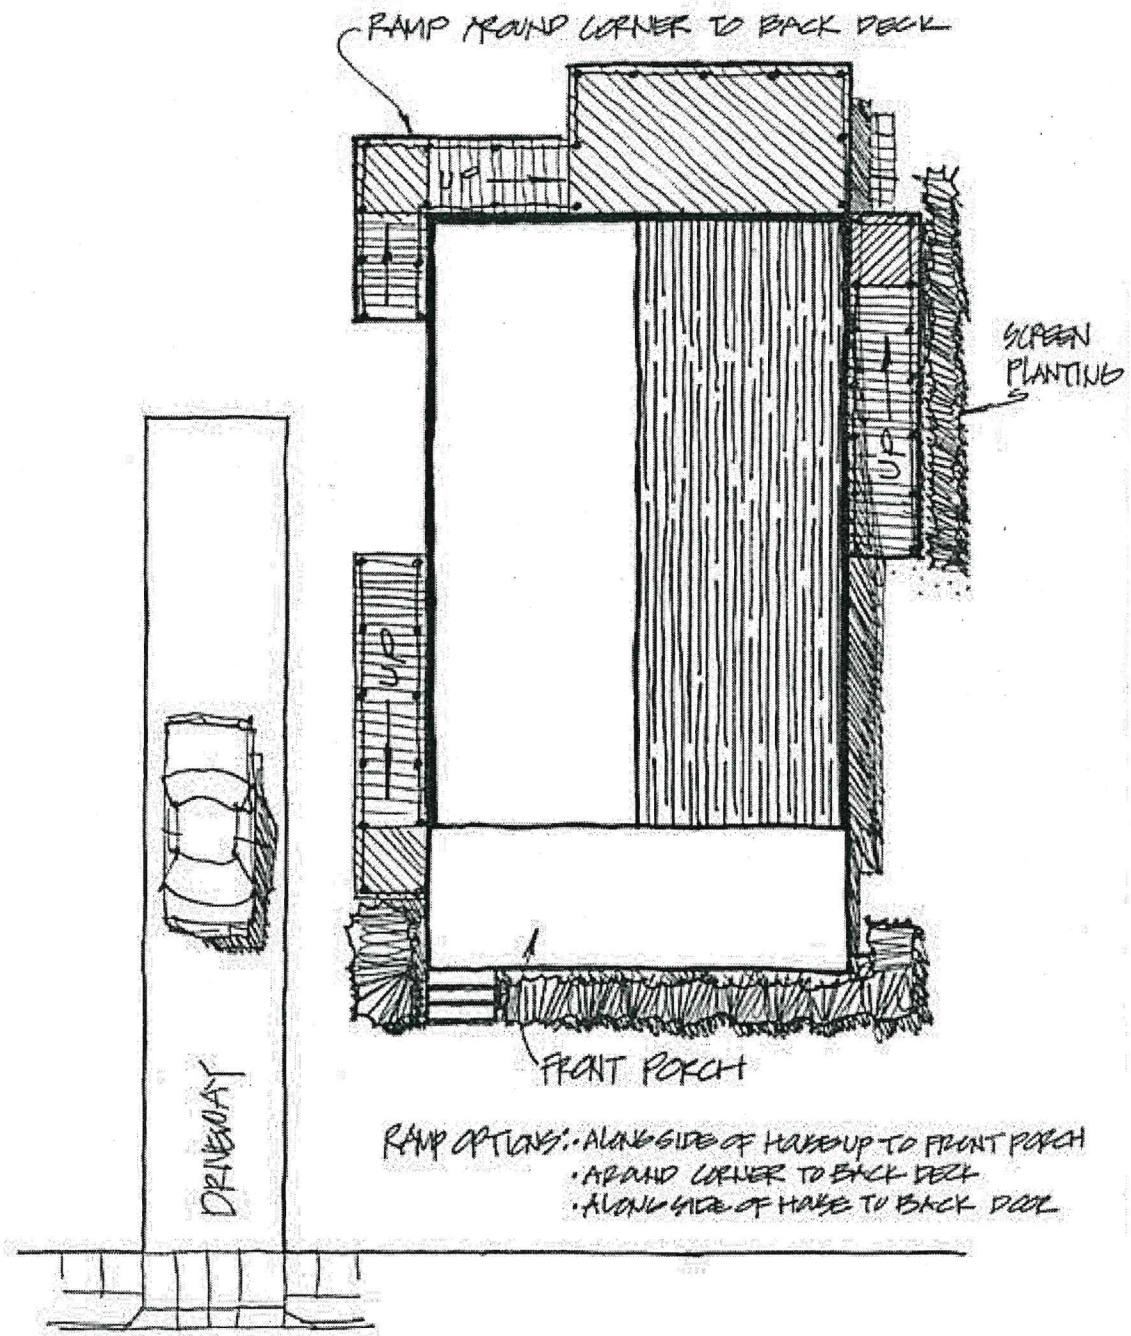 RAMP AROUND CORNER TO BACK DECK
UP
SCREEN
PLANTING
UP
UP
FRONT PORCH
DRIVEWAY
RAMP OPTIONS: • ALONG SIDE OF HOUSE UP TO FRONT PORCH
• AROUND CORNER TO BACK DECK
• ALONG SIDE OF HOUSE TO BACK DOOR